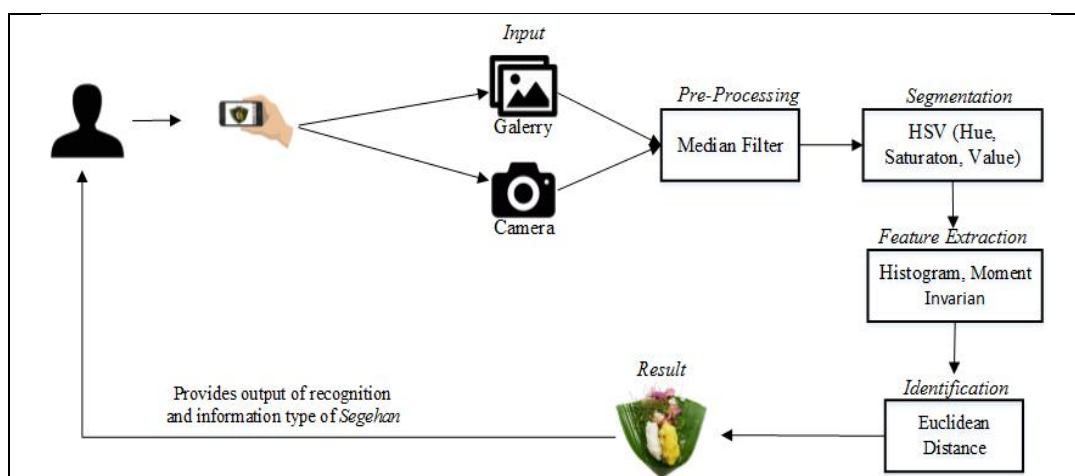 Input
Galerry
Camera
Pre-Processing
Median Filter
Segmentation
HSV (Hue,
Saturaton, Value)
Feature Extraction
Histogram, Moment
Invarian
Identification
Euclidean
Distance
Result
Provides output of recognition
and information type of Segehan